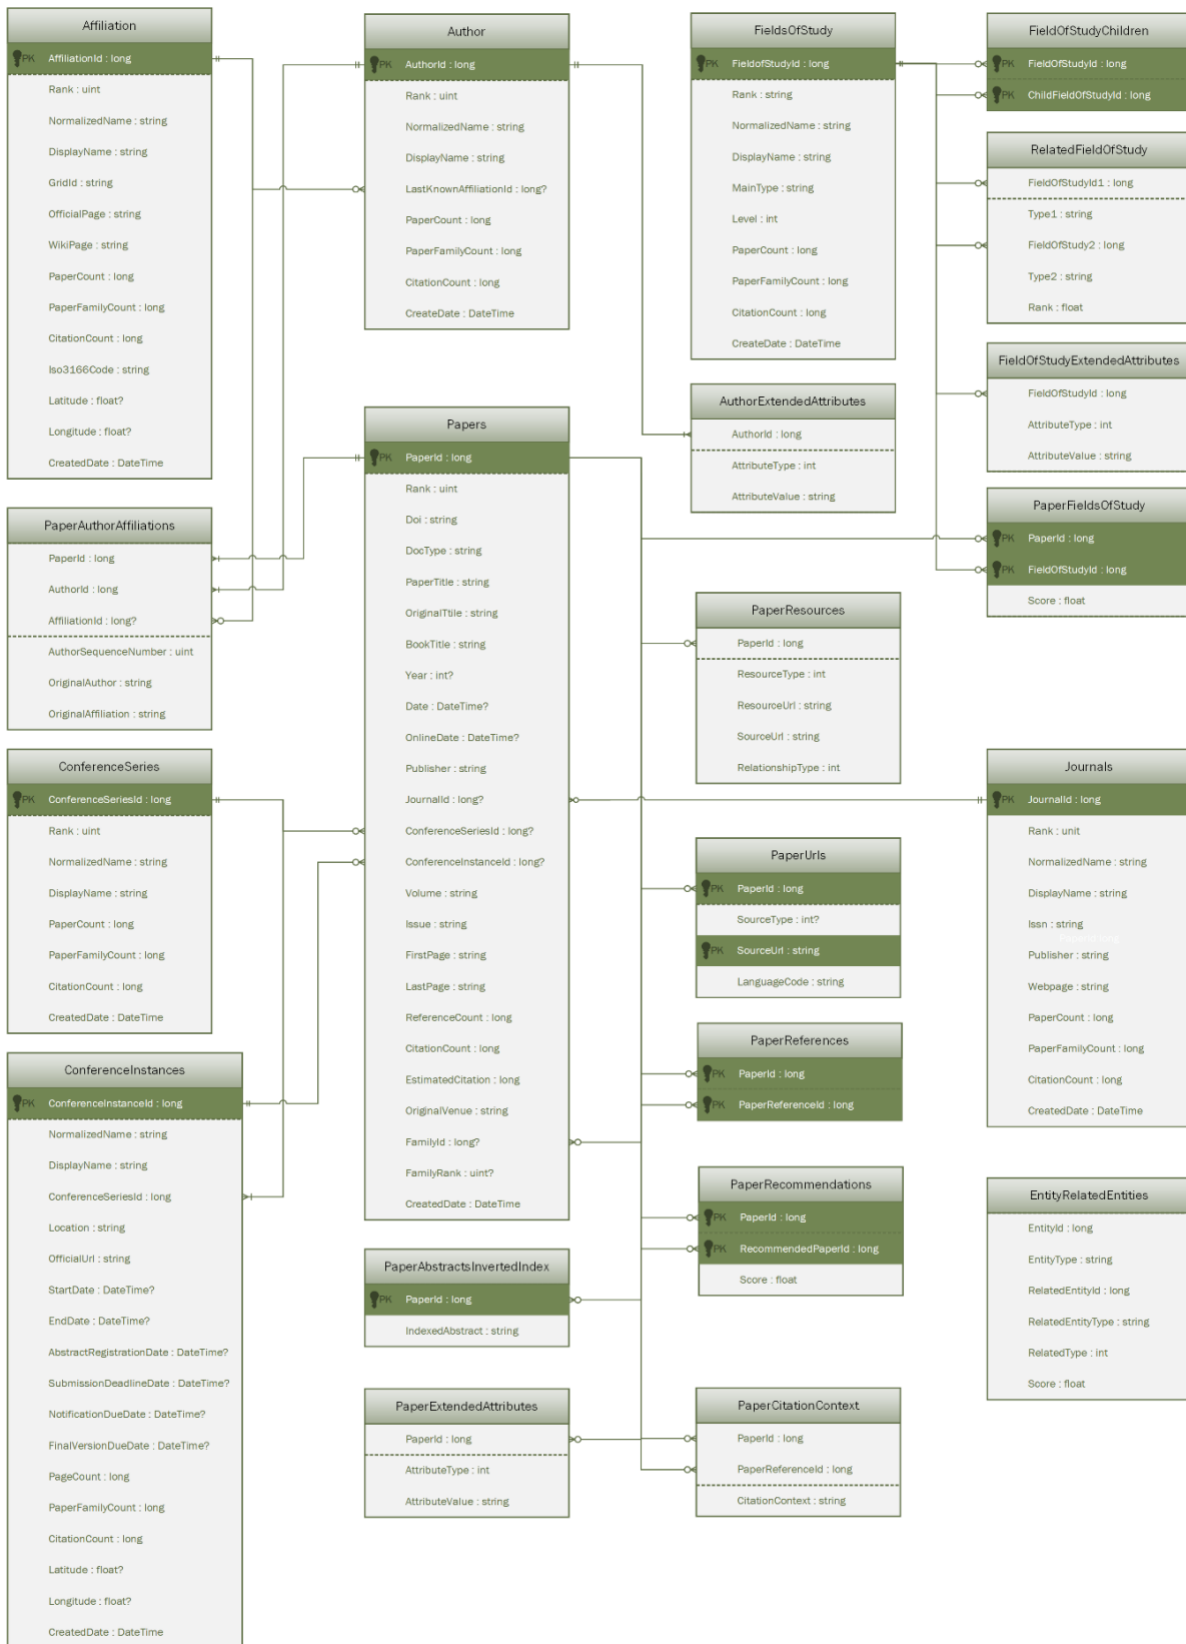 Affiliation
PK AffiliationId : long
Rank : uint
NormalizedName : string
DisplayName : string
GridId : string
OfficialPage : string
WikiPage : string
PaperCount : long
PaperFamilyCount : long
CitationCount : long
Iso3166Code : string
Latitude : float?
Longitude : float?
CreatedDate : DateTime
PaperAuthorAffiliations
PaperId : long
AuthorId : long
AffiliationId : long?
AuthorSequenceNumber : uint
OriginalAuthor : string
OriginalAffiliation : string
ConferenceSeries
PK ConferenceSeriesId : long
Rank : uint
NormalizedName : string
DisplayName : string
PaperCount : long
PaperFamilyCount : long
CitationCount : long
CreatedDate : DateTime
ConferenceInstances
PK ConferenceInstanceId : long
NormalizedName : string
DisplayName : string
ConferenceSeriesId : long
Location : string
OfficialUrl : string
StartDate : DateTime?
EndDate : DateTime?
AbstractRegistrationDate : DateTime?
SubmissionDeadlineDate : DateTime?
NotificationDueDate : DateTime?
FinalVersionDueDate : DateTime?
PageCount : long
PaperFamilyCount : long
CitationCount : long
Latitude : float?
Longitude : float?
CreatedDate : DateTime
Author
PK AuthorId : long
Rank : uint
NormalizedName : string
DisplayName : string
LastKnownAffiliationId : long?
PaperCount : long
PaperFamilyCount : long
CitationCount : long
CreateDate : DateTime
Papers
PK PaperId : long
Rank : uint
Doi : string
DocType : string
PaperTitle : string
OriginalTtile : string
BookTitle : string
Year : int?
Date : DateTime?
OnlineDate : DateTime?
Publisher : string
JournalId : long?
ConferenceSeriesId : long?
ConferenceInstanceId : long?
Volume : string
Issue : string
FirstPage : string
LastPage : string
ReferenceCount : long
CitationCount : long
EstimatedCitation : long
OriginalVenue : string
FamilyId : long?
FamilyRank : uint?
CreatedDate : DateTime
PaperAbstractsInvertedIndex
PK PaperId : long
IndexedAbstract : string
PaperExtendedAttributes
PaperId : long
AttributeType : int
AttributeValue : string
FieldsOfStudy
PK FieldofStudyId : long
Rank : string
NormalizedName : string
DisplayName : string
MainType : string
Level : int
PaperCount : long
PaperFamilyCount : long
CitationCount : long
CreateDate : DateTime
AuthorExtendedAttributes
AuthorId : long
AttributeType : int
AttributeValue : string
PaperResources
PaperId : long
ResourceType : int
ResourceUrl : string
SourceUrl : string
RelationshipType : int
PaperUrls
PK PaperId : long
SourceType : int?
PK SourceUrl : string
LanguageCode : string
PaperReferences
PK PaperId : long
PK PaperReferenceId : long
PaperRecommendations
PK PaperId : long
PK RecommendedPaperId : long
Score : float
PaperCitationContext
PaperId : long
PaperReferenceId : long
CitationContext : string
FieldOfStudyChildren
PK FieldOfStudyId : long
PK ChildFieldOfStudyId : long
RelatedFieldOfStudy
FieldOfStudyId1 : long
Type1 : string
FieldOfStudy2 : long
Type2 : string
Rank : float
FieldOfStudyExtendedAttributes
FieldOfStudyId : long
AttributeType : int
AttributeValue : string
PaperFieldsOfStudy
PK PaperId : long
PK FieldOfStudyId : long
Score : float
Journals
PK JournalId : long
Rank : unit
NormalizedName : string
DisplayName : string
Issn : string
Publisher : string
Webpage : string
PaperCount : long
PaperFamilyCount : long
CitationCount : long
CreatedDate : DateTime
EntityRelatedEntities
EntityId : long
EntityType : string
RelatedEntityId : long
RelatedEntityType : string
RelatedType : int
Score : float